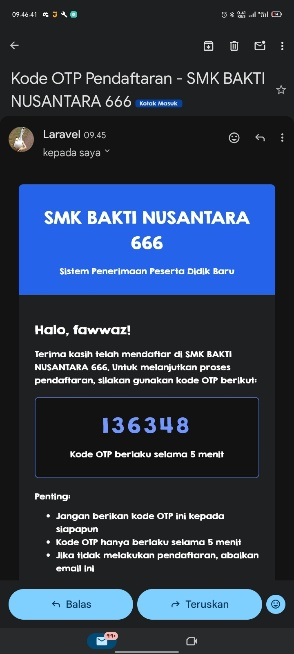 09.46.41
Kode OTP Pendaftaran - SMK BAKTI
NUSANTARA 666 Kotak Masuk
Laravel 09.45
kepada saya
SMK BAKTI NUSANTARA
666
Sistem Penerimaan Peserta Didik Baru
Halo, fawwaz!
Terima kasih telah mendaftar di SMK BAKTI
NUSANTARA 666, Untuk melanjutkan proses
pendaftaran, silakan gunakan kode OTP berikut:
136348
Kode OTP berlaku selama 5 menit
Penting:
• Jangan berikan kode OTP ini kepada
siapapun
• Kode OTP hanya berlaku selama 5 menit
• Jika tidak melakukan pendaftaran, abaikan
email ini
Balas
Teruskan
99+